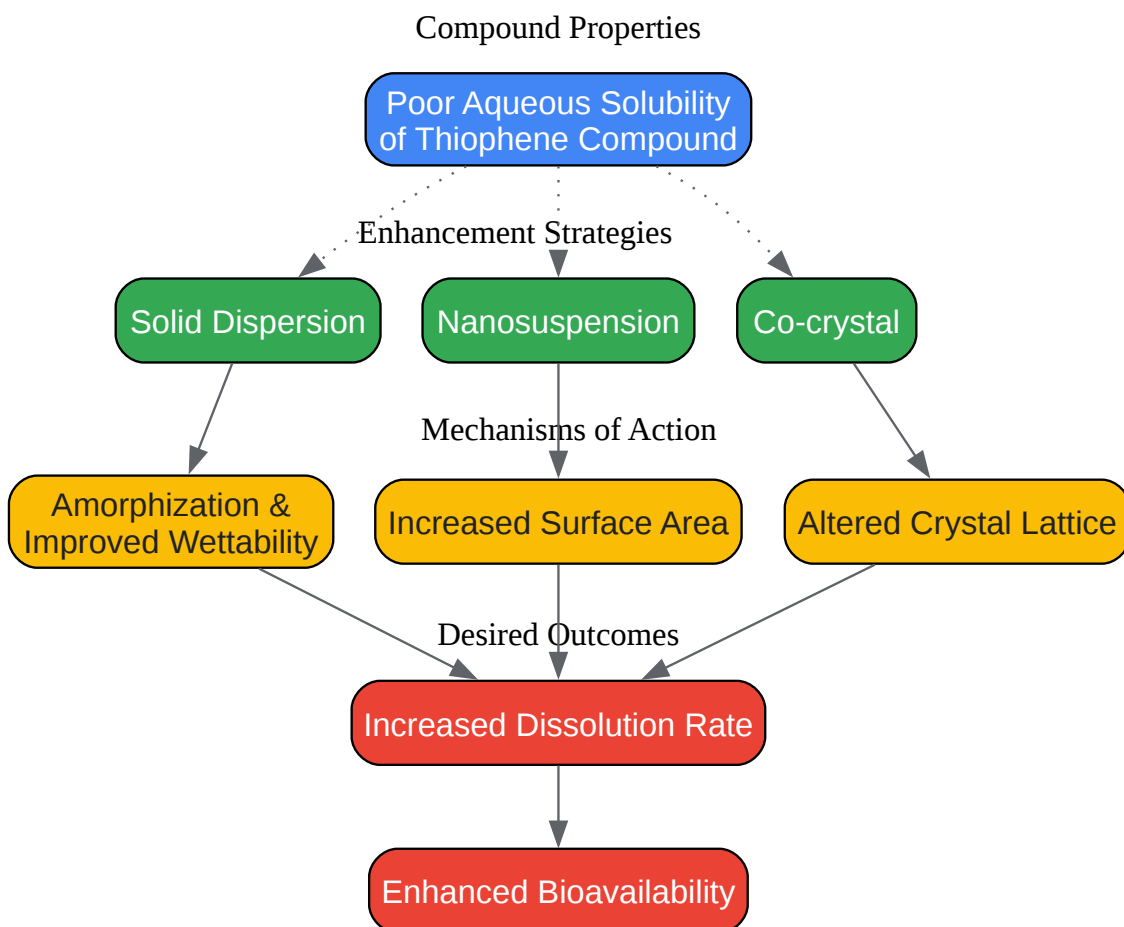 Compound Properties
Poor Aqueous Solubility
of Thiophene Compound
Enhancement Strategies
Solid Dispersion
Nanosuspension
Co-crystal
Mechanisms of Action
Amorphization &
Improved Wettability
Increased Surface Area
Altered Crystal Lattice
Desired Outcomes
Increased Dissolution Rate
Enhanced Bioavailability